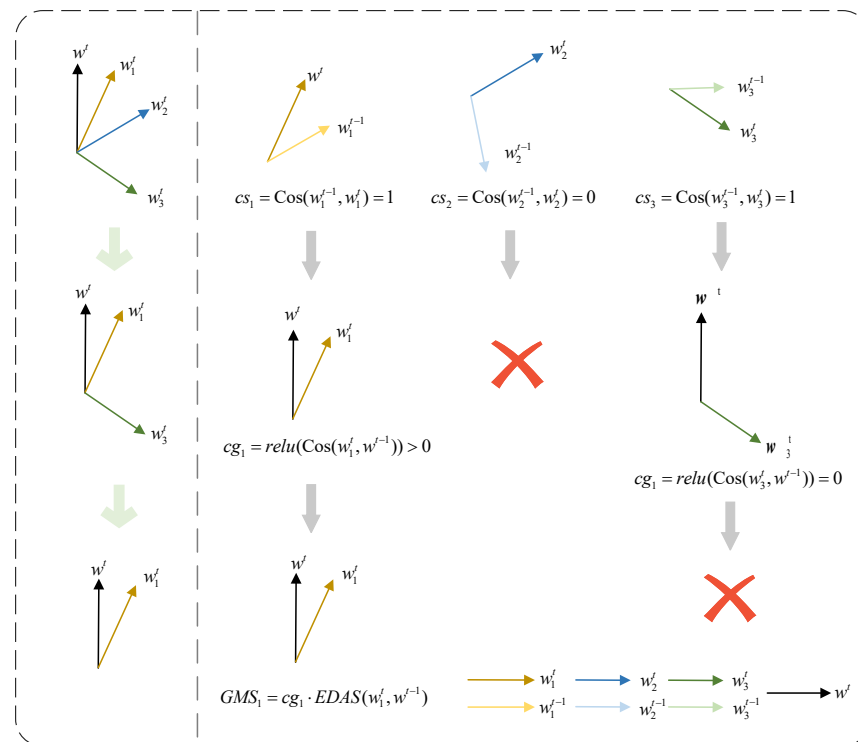 w^t
w_1^t
w_2^t
w_3^t
w^t
w_1^{t-1}
w_2^t
w_2^{t-1}
w_3^{t-1}
w_3^t
cs_1 = Cos(w_1^{t-1}, w_1^t) = 1
cs_2 = Cos(w_2^{t-1}, w_2^t) = 0
cs_3 = Cos(w_3^{t-1}, w_3^t) = 1
w^t
w_1^t
w_3^t
w^t
w_1^t
cg_1 = relu(Cos(w_1^t, w^{t-1})) > 0
w^t
w_3^t
cg_1 = relu(Cos(w_3^t, w^{t-1})) = 0
w^t
w_1^t
w^t
w_1^t
GMS_1 = cg_1 · EDAS(w_1^t, w^{t-1})
w_1^t w_2^t w_3^t
w_1^{t-1} w_2^{t-1} w_3^{t-1}
w^t